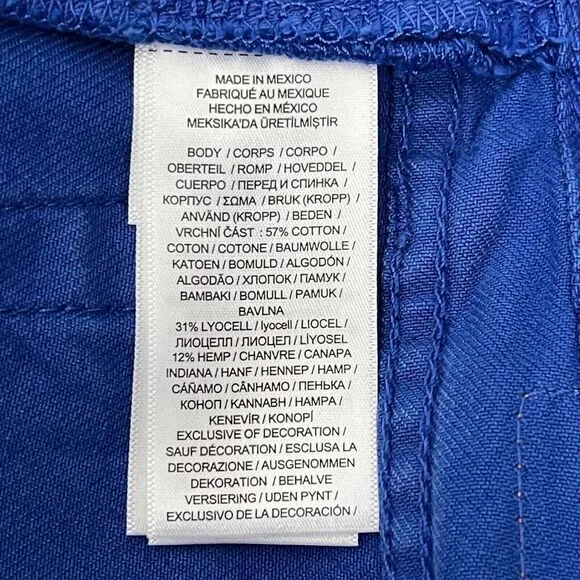 MADE IN MEXICO
FABRIQUÉ AU MEXIQUE
HECHO EN MÉXICO
MEKSIKA'DA ÜRETİLMİŞTİR
BODY / CORPS / CORPO /
OBERTEIL / ROMP / HOVEDDEL /
CUERPO / ПЕРЕД И СПИНКА /
КОРПУС / ΣΩΜΑ / BRUK (KROPP) /
ANVÄND (KROPP) / BEDEN /
VRCHNÍ ČÁST : 57% COTTON /
COTON / COTONE / BAUMWOLLE /
KATOEN / BOMULD / ALGODÓN /
ALGODÃO / ХЛОПОК / ПАМУК /
BAMBAKI / BOMULL / PAMUK /
BAVLNA
31% LYOCELL / lyocell / LIOCEL /
ЛИОЦЕЛЛ / ЛИОЦЕЛ / LİYOSEL
12% HEMP / CHANVRE / CANAPA
INDIANA / HANF / HENNEP / HAMP /
CÁÑAMO / CÂNHAMO / ПЕНЬКА /
КОНОП / KANNABH / HAMPA /
KENEVİR / KONOPÍ
EXCLUSIVE OF DECORATION /
SAUF DÉCORATION / ESCLUSA LA
DECORAZIONE / AUSGENOMMEN
DEKORATION / BEHALVE
VERSIERING / UDEN PYNT /
EXCLUSIVO DE LA DECORACIÓN /